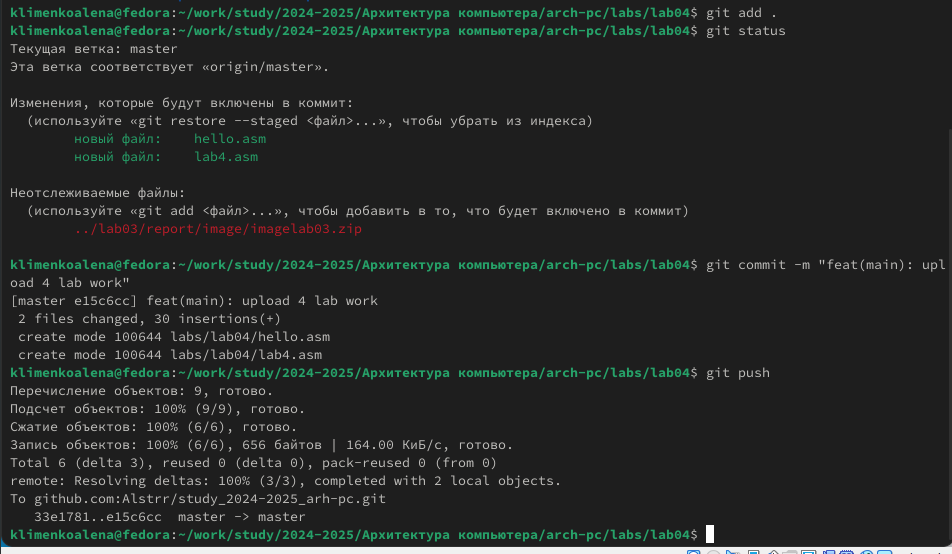 klimenkoalena@fedora:~/work/study/2024-2025/Архитектура компьютера/arch-pc/labs/lab04$ git add .
klimenkoalena@fedora:~/work/study/2024-2025/Архитектура компьютера/arch-pc/labs/lab04$ git status
Текущая ветка: master
Эта ветка соответствует «origin/master».
Изменения, которые будут включены в коммит:
(используйте «git restore --staged <файл>...», чтобы убрать из индекса)
новый файл:    hello.asm
новый файл:    lab4.asm
Неотслеживаемые файлы:
(используйте «git add <файл>...», чтобы добавить в то, что будет включено в коммит)
../lab03/report/image/imagelab03.zip
klimenkoalena@fedora:~/work/study/2024-2025/Архитектура компьютера/arch-pc/labs/lab04$ git commit -m "feat(main): upl
oad 4 lab work"
[master e15c6cc] feat(main): upload 4 lab work
2 files changed, 30 insertions(+)
create mode 100644 labs/lab04/hello.asm
create mode 100644 labs/lab04/lab4.asm
klimenkoalena@fedora:~/work/study/2024-2025/Архитектура компьютера/arch-pc/labs/lab04$ git push
Перечисление объектов: 9, готово.
Подсчет объектов: 100% (9/9), готово.
Сжатие объектов: 100% (6/6), готово.
Запись объектов: 100% (6/6), 656 байтов | 164.00 КиБ/с, готово.
Total 6 (delta 3), reused 0 (delta 0), pack-reused 0 (from 0)
remote: Resolving deltas: 100% (3/3), completed with 2 local objects.
To github.com:Alstrr/study_2024-2025_arh-pc.git
33e1781..e15c6cc  master -> master
klimenkoalena@fedora:~/work/study/2024-2025/Архитектура компьютера/arch-pc/labs/lab04$